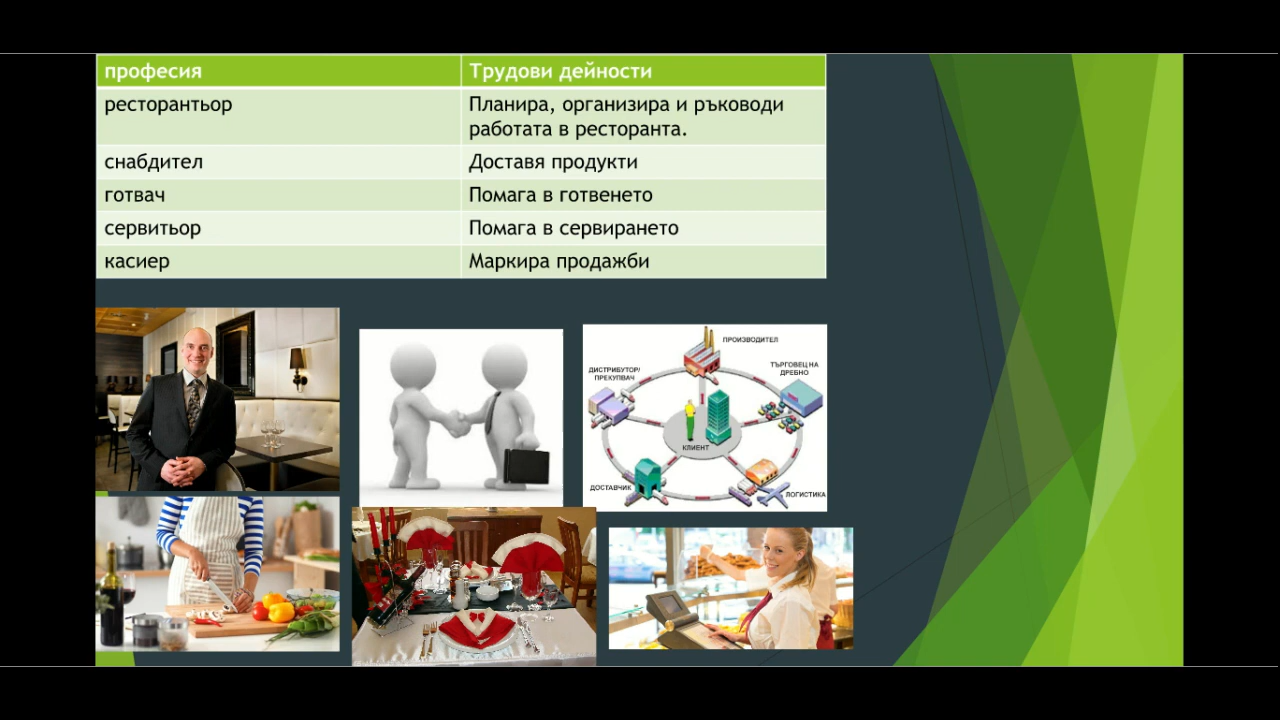 професия
Трудови дейности
ресторантьор
Планира, организира и ръководи
работата в ресторанта.
снабдител
Доставя продукти
готвач
Помага в готвенето
сервитьор
Помага в сервирането
касиер
Маркира продажби
ПРОИЗВОДИТЕЛ
ДИСТРИБУТОР/
ПРЕКУПВАЧ
ТЪРГОВЕЦ НА
ДРЕБНО
КЛИЕНТ
ДОСТАВЧИК
ЛОГИСТИКА